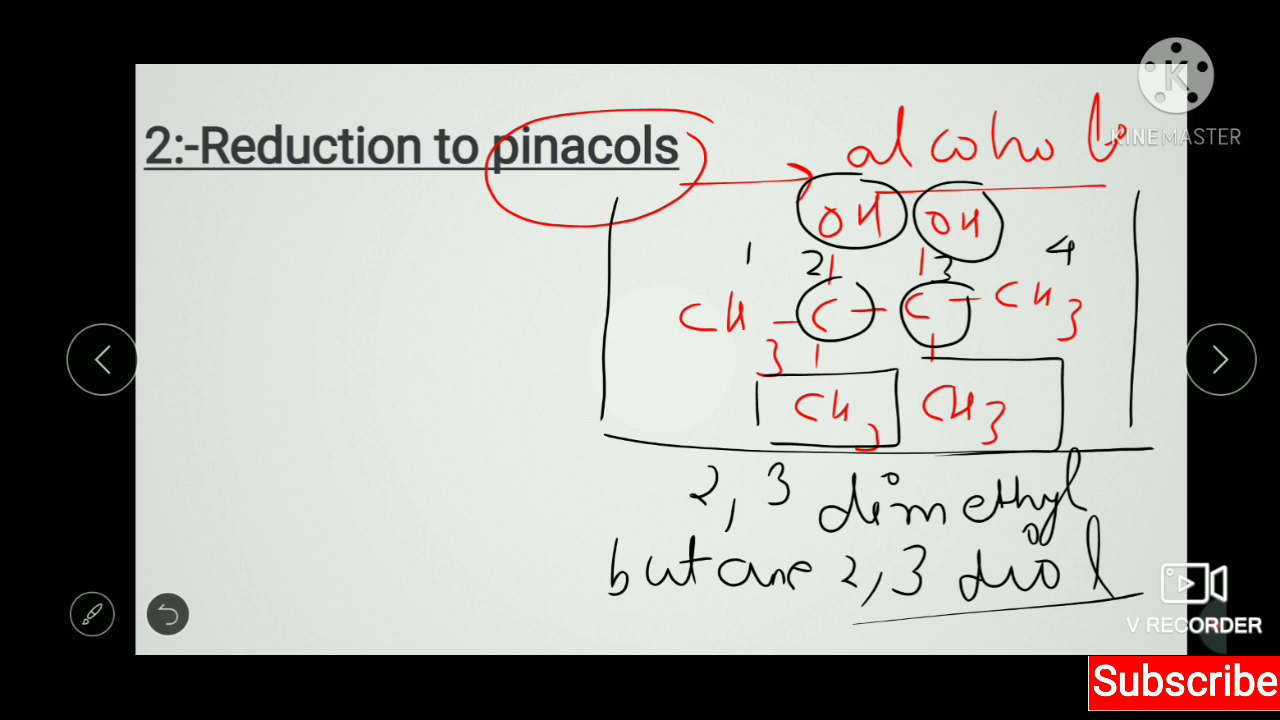 2:-Reduction to pinacols
alcohol
K
KINEMASTER
OH OH
1 2 3 4
CH3-C-C-CH3
CH3 CH3
2,3 dimethyl
butane 2,3 diol
V RECORDER
Subscribe